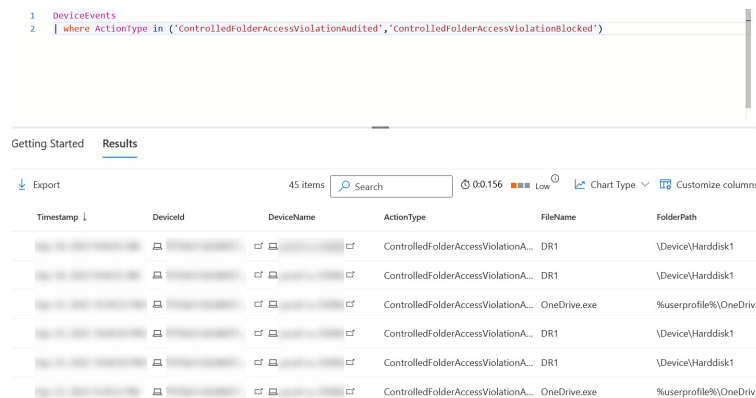 1 DeviceEvents
2 | where ActionType in ('ControlledFolderAccessViolationAudited','ControlledFolderAccessViolationBlocked')
Getting Started Results
Export 45 items Search 0:0.156 Low Chart Type Customize columns
Timestamp ↓ DeviceId DeviceName ActionType FileName FolderPath
ControlledFolderAccessViolationA... DR1 \Device\Harddisk1
ControlledFolderAccessViolationA... DR1 \Device\Harddisk1
ControlledFolderAccessViolationA... OneDrive.exe %userprofile%\OneDriv
ControlledFolderAccessViolationA... DR1 \Device\Harddisk1
ControlledFolderAccessViolationA... DR1 \Device\Harddisk1
ControlledFolderAccessViolationA... OneDrive.exe %userprofile%\OneDriv